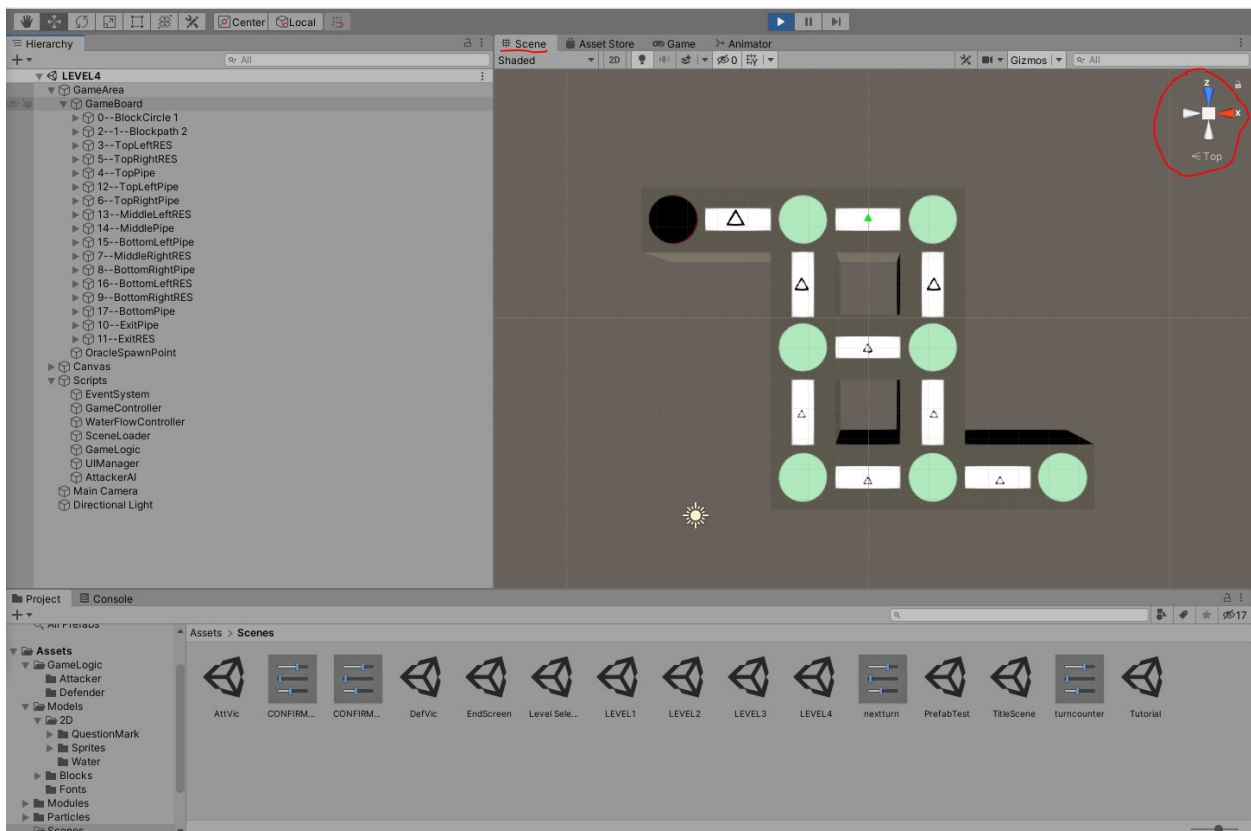 Center Local
Hierarchy
All
LEVEL4
GameArea
GameBoard
0--BlockCircle 1
2--1--Blockpath 2
3--TopLeftRES
5--TopRightRES
4--TopPipe
12--TopLeftPipe
6--TopRightPipe
13--MiddleLeftRES
14--MiddlePipe
15--BottomLeftPipe
7--MiddleRightRES
8--BottomRightPipe
16--BottomLeftRES
9--BottomRightRES
17--BottomPipe
10--ExitPipe
11--ExitRES
OracleSpawnPoint
Canvas
Scripts
EventSystem
GameController
WaterFlowController
SceneLoader
GameLogic
UIManager
AttackerAI
Main Camera
Directional Light
Scene Asset Store Game Animator
Shaded 2D 0 Gizmos All
z
x
Top
Project Console
17
All Prefabs
Assets
GameLogic
Attacker
Defender
Models
2D
QuestionMark
Sprites
Water
Blocks
Fonts
Modules
Particles
Scenes
Assets > Scenes
AttVic CONFIRM... CONFIRM... DefVic EndScreen Level Sele... LEVEL1 LEVEL2 LEVEL3 LEVEL4 nextturn PrefabTest TitleScene turncounter Tutorial